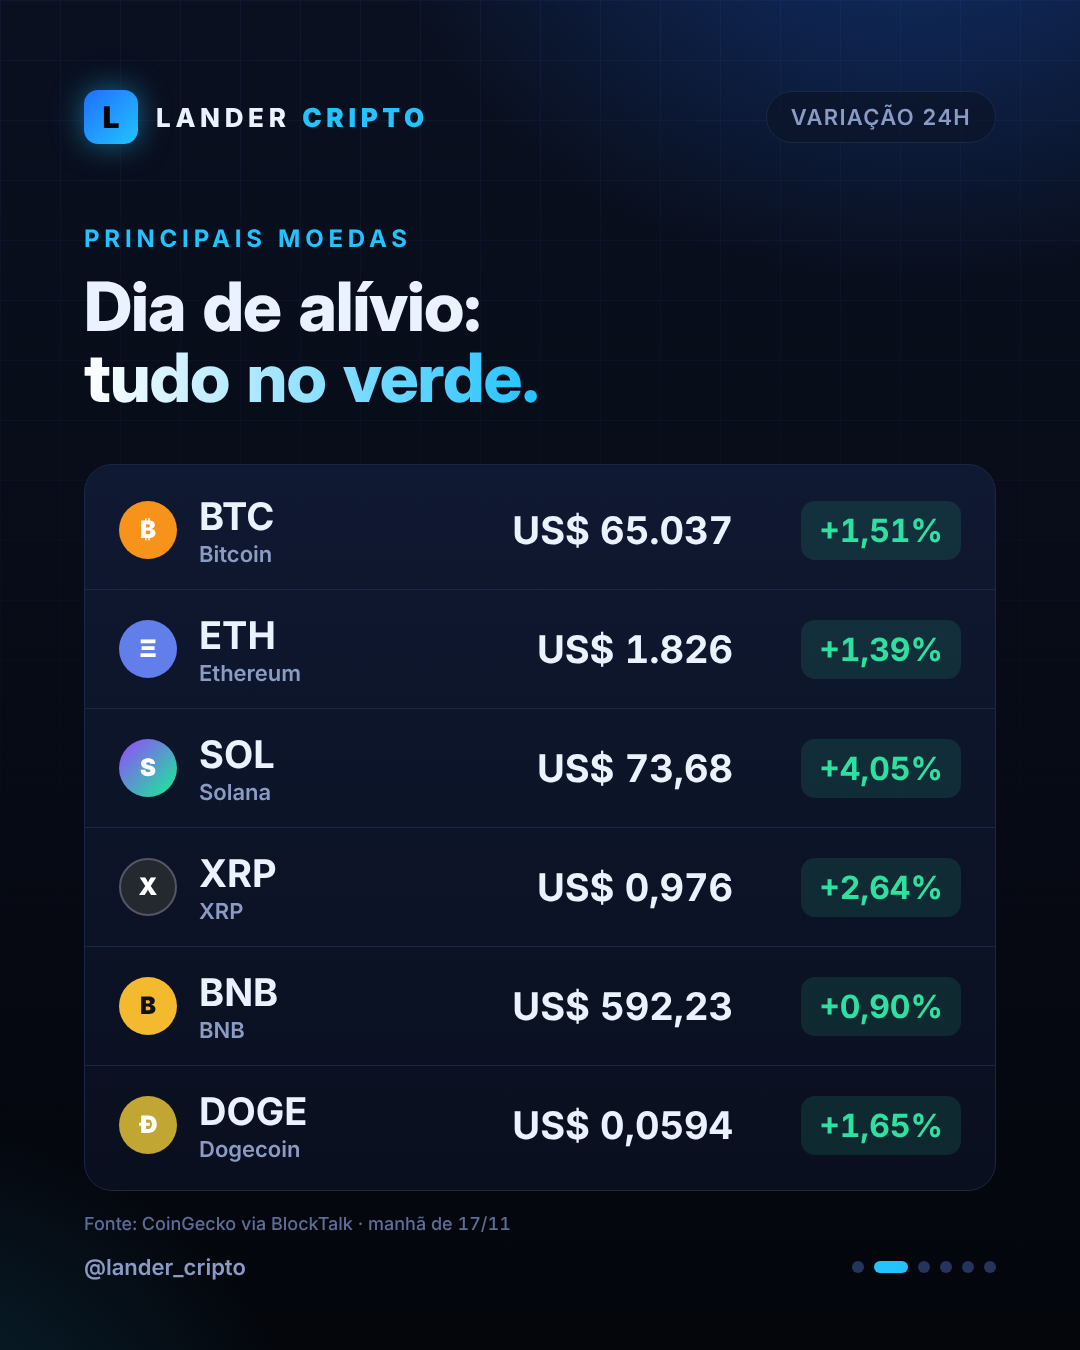 L LANDER CRIPTO
VARIAÇÃO 24H
PRINCIPAIS MOEDAS
Dia de alívio:
tudo no verde.
₿ BTC US$ 65.037 +1,51%
Bitcoin
Ξ ETH US$ 1.826 +1,39%
Ethereum
S SOL US$ 73,68 +4,05%
Solana
X XRP US$ 0,976 +2,64%
XRP
B BNB US$ 592,23 +0,90%
BNB
Ð DOGE US$ 0,0594 +1,65%
Dogecoin
Fonte: CoinGecko via BlockTalk · manhã de 17/11
@lander_cripto